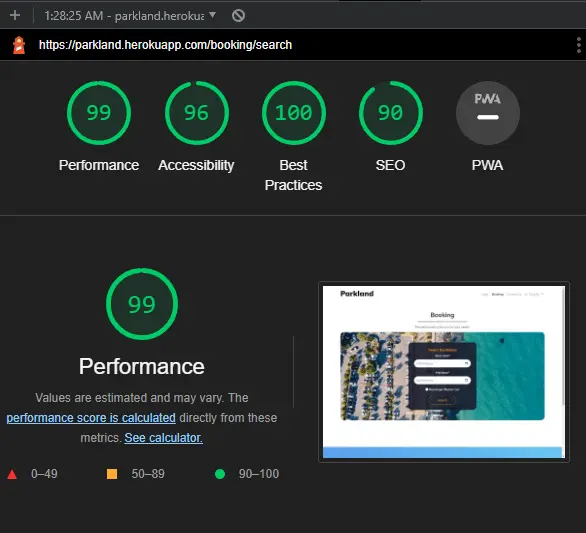 1:28:25 AM - parkland.heroku
https://parkland.herokuapp.com/booking/search
99 96 100 90 PWA
Performance Accessibility Best Practices SEO PWA
99
Performance
Values are estimated and may vary. The
performance score is calculated directly from these
metrics. See calculator.
0–49 50–89 90–100
Parkland
Booking